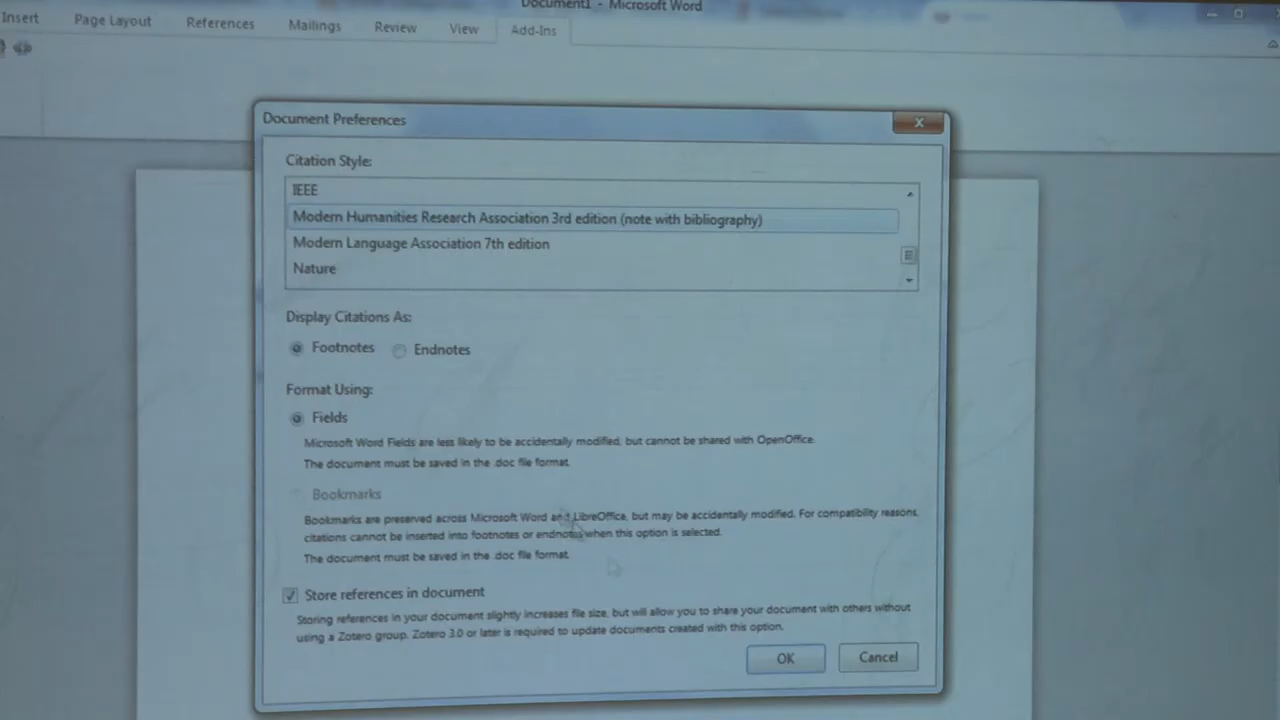 Document1 - Microsoft Word
Insert Page Layout References Mailings Review View Add-Ins
Document Preferences
Citation Style:
IEEE
Modern Humanities Research Association 3rd edition (note with bibliography)
Modern Language Association 7th edition
Nature
Display Citations As:
Footnotes Endnotes
Format Using:
Fields
Microsoft Word Fields are less likely to be accidentally modified, but cannot be shared with OpenOffice.
The document must be saved in the .doc file format.
Bookmarks
Bookmarks are preserved across Microsoft Word and LibreOffice, but may be accidentally modified. For compatibility reasons,
citations cannot be inserted into footnotes or endnotes when this option is selected.
The document must be saved in the .doc file format.
Store references in document
Storing references in your document slightly increases file size, but will allow you to share your document with others without
using a Zotero group. Zotero 3.0 or later is required to update documents created with this option.
OK Cancel